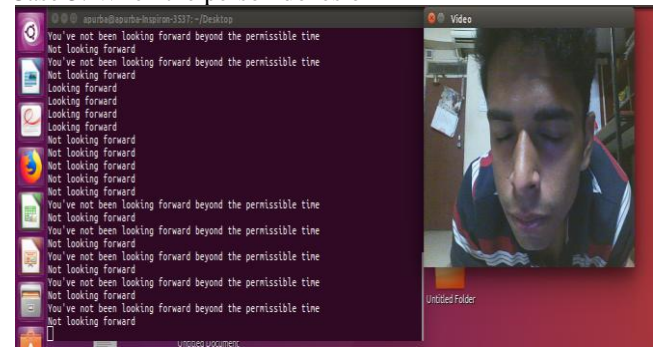 apurba@apurba-Inspiron-3537: ~/Desktop
You've not been looking forward beyond the permissible time
Not looking forward
You've not been looking forward beyond the permissible time
Not looking forward
Looking forward
Looking forward
Looking forward
Looking forward
Not looking forward
Not looking forward
Not looking forward
Not looking forward
Not looking forward
You've not been looking forward beyond the permissible time
Not looking forward
You've not been looking forward beyond the permissible time
Not looking forward
You've not been looking forward beyond the permissible time
Not looking forward
You've not been looking forward beyond the permissible time
Not looking forward
You've not been looking forward beyond the permissible time
Not looking forward
Video
Untitled Folder
Untitled Document